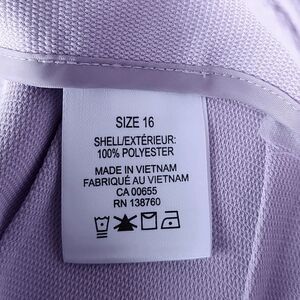 SIZE 16
SHELL/EXTÉRIEUR:
100% POLYESTER
MADE IN VIETNAM
FABRIQUÉ AU VIETNAM
CA 00655
RN 138760